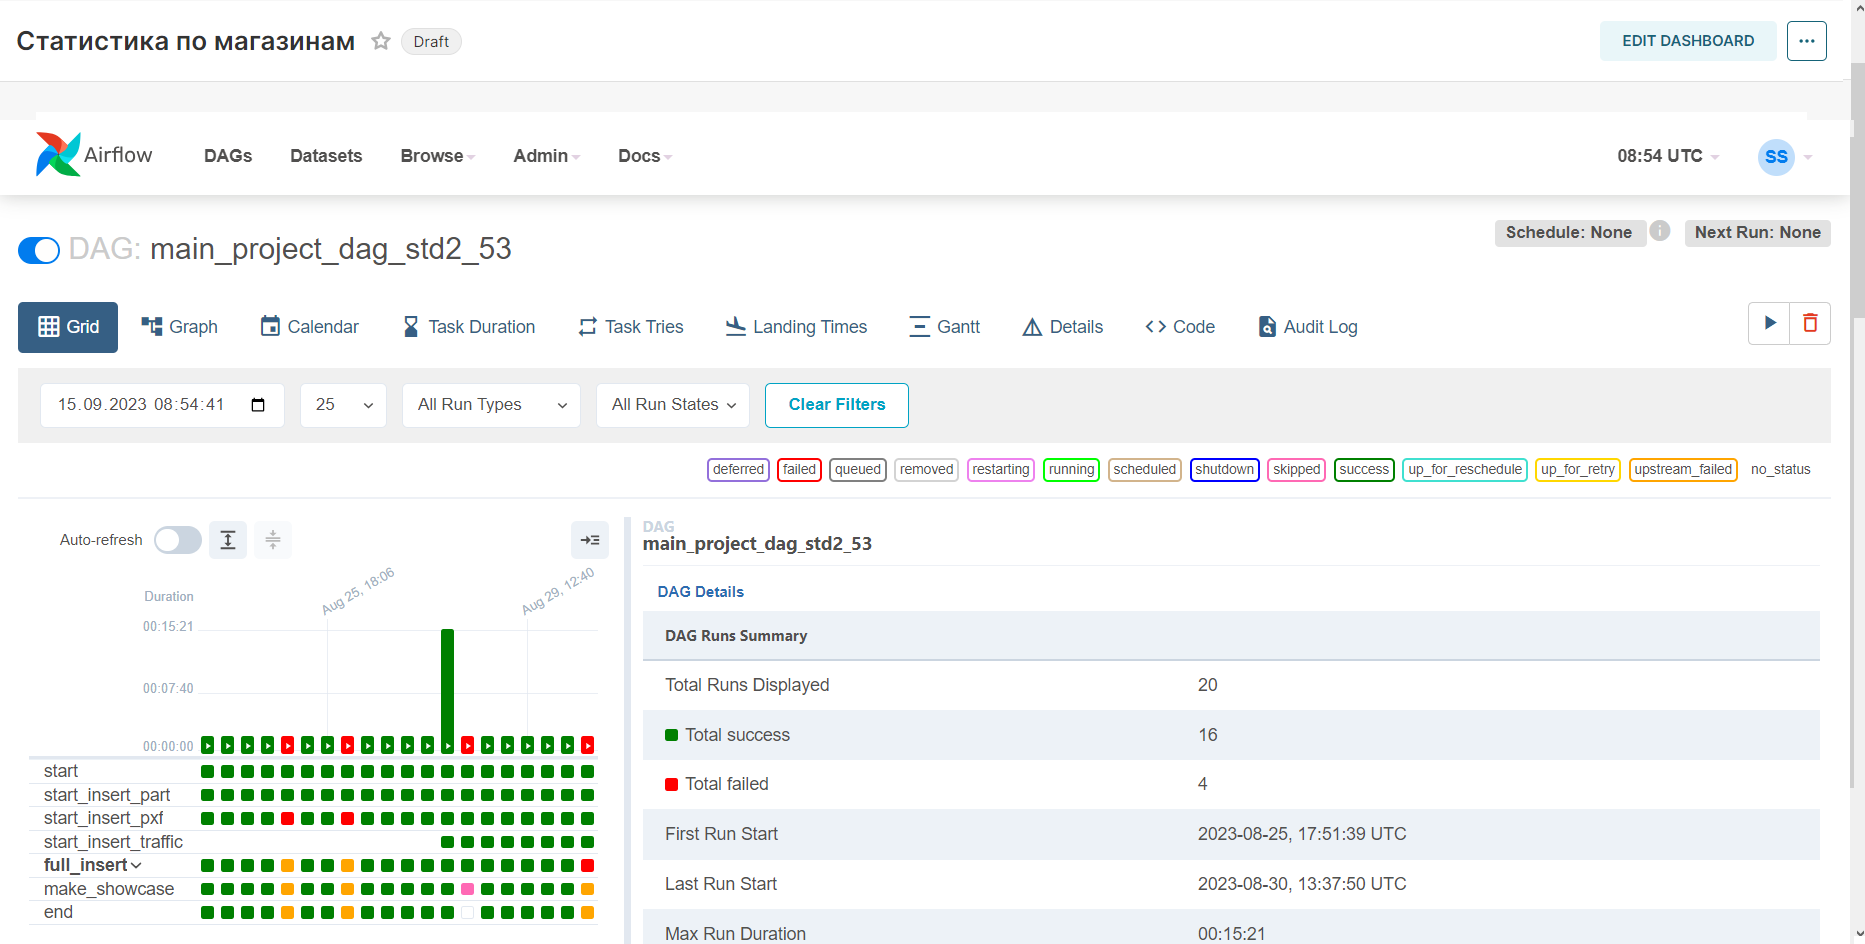 Статистика по магазинам Draft EDIT DASHBOARD ...
Airflow DAGs Datasets Browse Admin Docs 08:54 UTC SS
DAG: main_project_dag_std2_53 Schedule: None i Next Run: None
Grid Graph Calendar Task Duration Task Tries Landing Times Gantt Details Code Audit Log
15.09.2023 08:54:41 25 All Run Types All Run States Clear Filters
deferred failed queued removed restarting running scheduled shutdown skipped success up_for_reschedule up_for_retry upstream_failed no_status
Auto-refresh
Aug 25, 18:06 Aug 29, 12:40
Duration
00:15:21
00:07:40
00:00:00
start
start_insert_part
start_insert_pxf
start_insert_traffic
full_insert
make_showcase
end
DAG
main_project_dag_std2_53
DAG Details
DAG Runs Summary
Total Runs Displayed 20
Total success 16
Total failed 4
First Run Start 2023-08-25, 17:51:39 UTC
Last Run Start 2023-08-30, 13:37:50 UTC
Max Run Duration 00:15:21